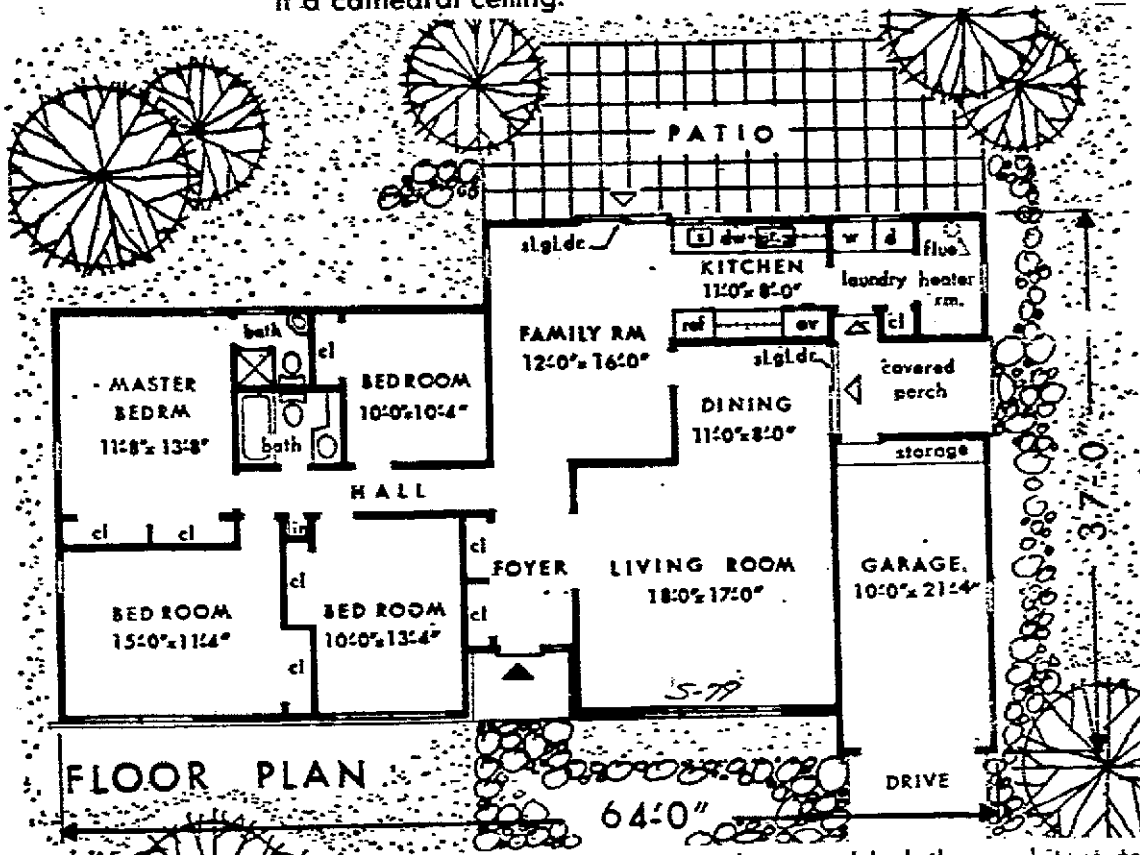 it a cathedral ceiling.
PATIO
sl.gl.dr.
s dw r w d flue
KITCHEN
11'-0"x 8'-0"
laundry heater
rm.
bath
cl
FAMILY RM
12'-0"x 16'-0"
ref ov cl
sl.gl.dr.
MASTER
BEDRM
11'-8"x 13'-8"
BEDROOM
10'-0"x10'-4"
covered
porch
DINING
11'-0"x8'-0"
bath
storage
HALL
cl cl lin
cl
cl
FOYER
LIVING ROOM
18'-0"x 17'-0"
GARAGE
10'-0"x 21'-4"
37'-0"
BED ROOM
15'-0"x11'-4"
BED ROOM
10'-0"x13'-4"
cl
cl
S-79
FLOOR PLAN
DRIVE
64'-0"